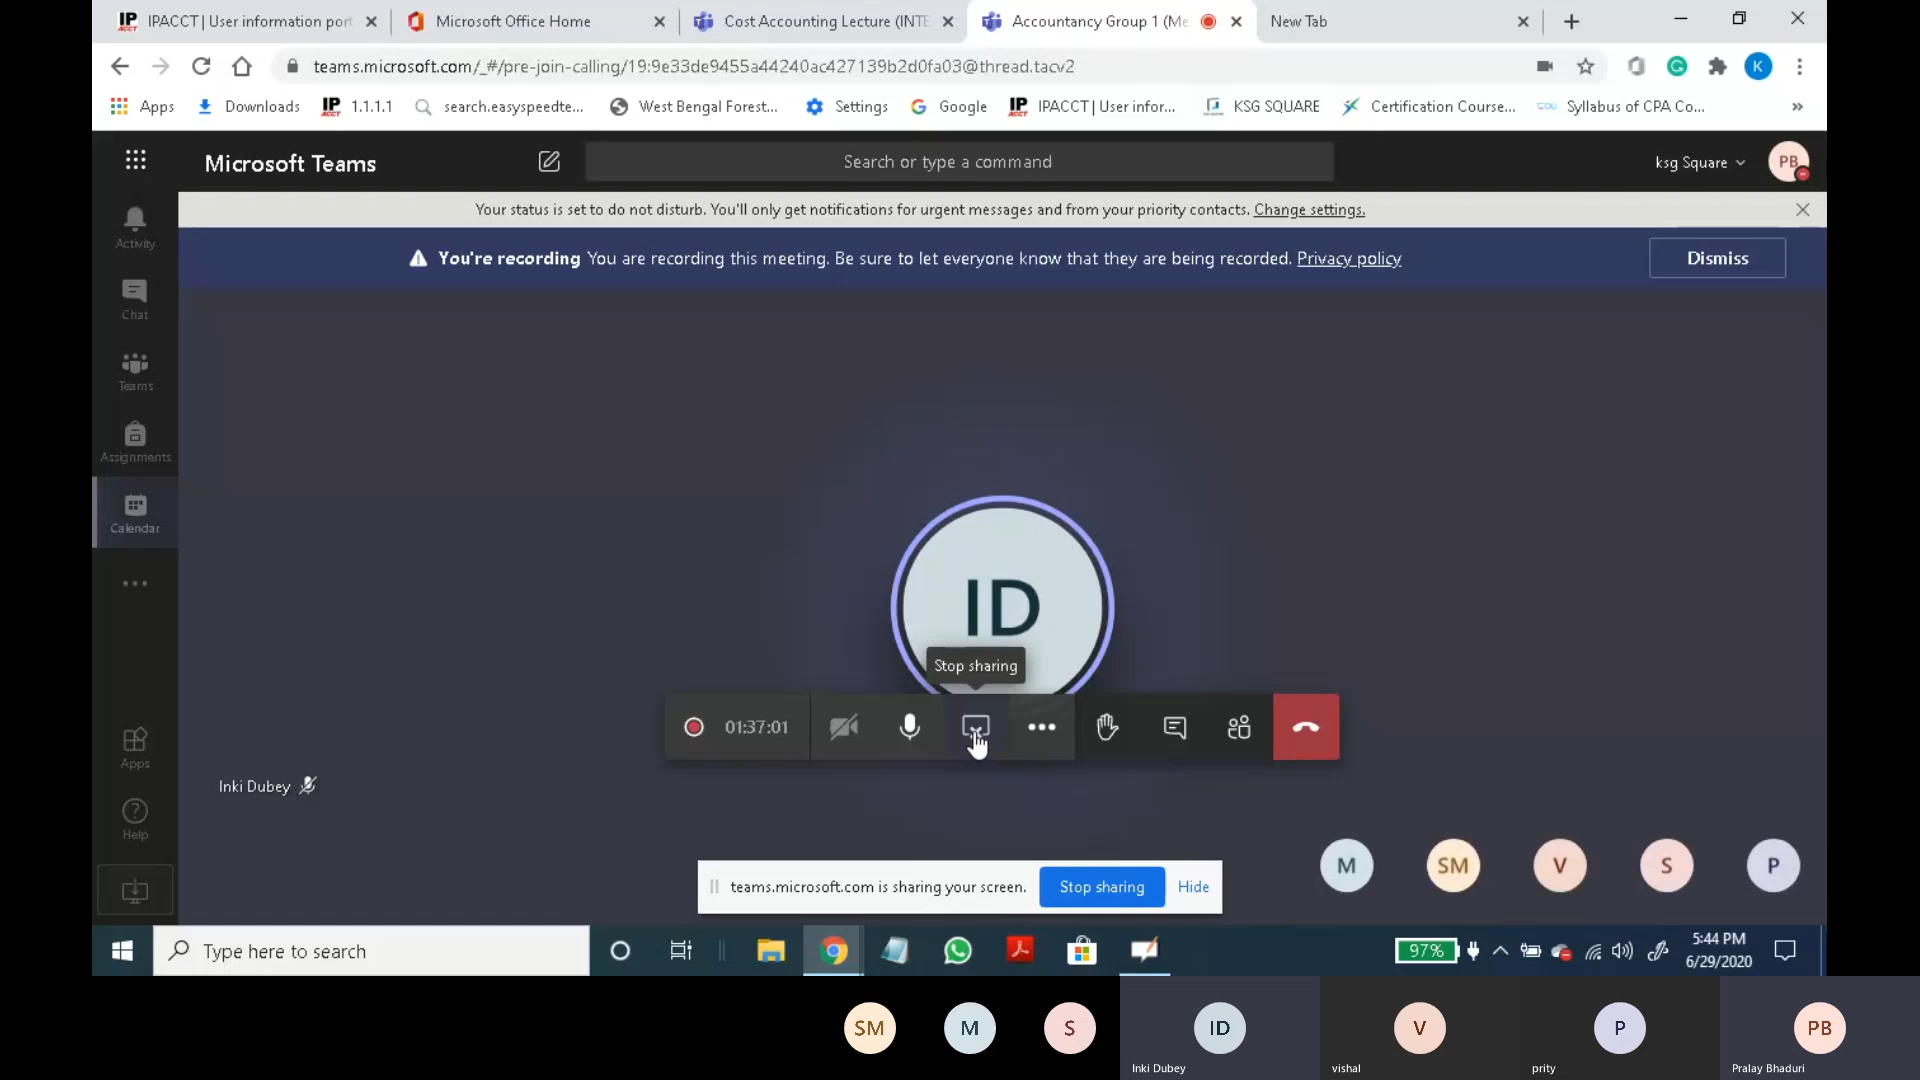 IPACCT | User information port
Microsoft Office Home
Cost Accounting Lecture (INTE
Accountancy Group 1 (Me
New Tab
teams.microsoft.com/_#/pre-join-calling/19:9e33de9455a44240ac427139b2d0fa03@thread.tacv2
K
Apps
Downloads
IP ACCT
1.1.1.1
search.easyspeedte...
West Bengal Forest...
Settings
Google
IP ACCT
IPACCT | User infor...
KSG SQUARE
Certification Course...
Syllabus of CPA Co...
»
Microsoft Teams
Search or type a command
ksg Square
PB
Your status is set to do not disturb. You'll only get notifications for urgent messages and from your priority contacts. Change settings.
You're recording You are recording this meeting. Be sure to let everyone know that they are being recorded. Privacy policy
Dismiss
Activity
Chat
Teams
Assignments
Calendar
Apps
Help
ID
Stop sharing
01:37:01
Inki Dubey
M
SM
V
S
P
teams.microsoft.com is sharing your screen.
Stop sharing
Hide
Type here to search
97%
5:44 PM
6/29/2020
SM
M
S
ID
V
P
PB
Inki Dubey
vishal
prity
Pralay Bhaduri